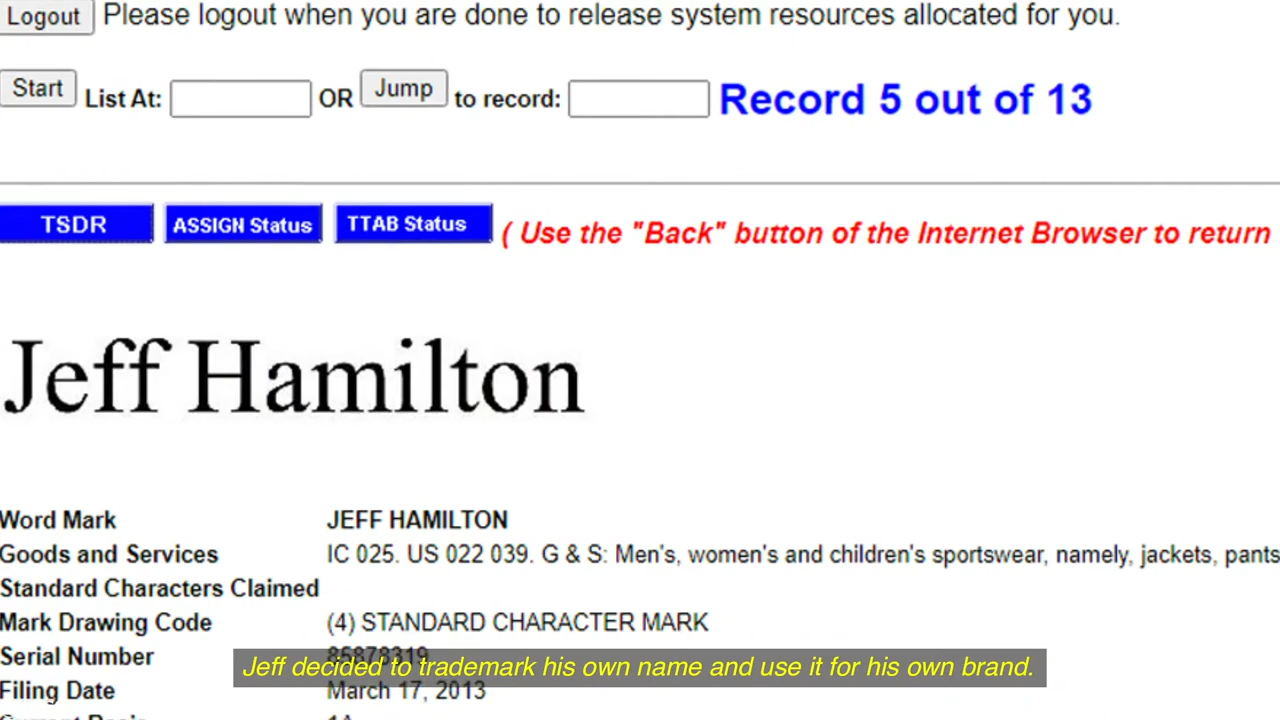 Logout Please logout when you are done to release system resources allocated for you.
Start List At: OR Jump to record: Record 5 out of 13
TSDR ASSIGN Status TTAB Status ( Use the "Back" button of the Internet Browser to return
Jeff Hamilton
Word Mark JEFF HAMILTON
Goods and Services IC 025. US 022 039. G & S: Men's, women's and children's sportswear, namely, jackets, pants
Standard Characters Claimed
Mark Drawing Code (4) STANDARD CHARACTER MARK
Serial Number 85878319
Jeff decided to trademark his own name and use it for his own brand.
Filing Date March 17, 2013